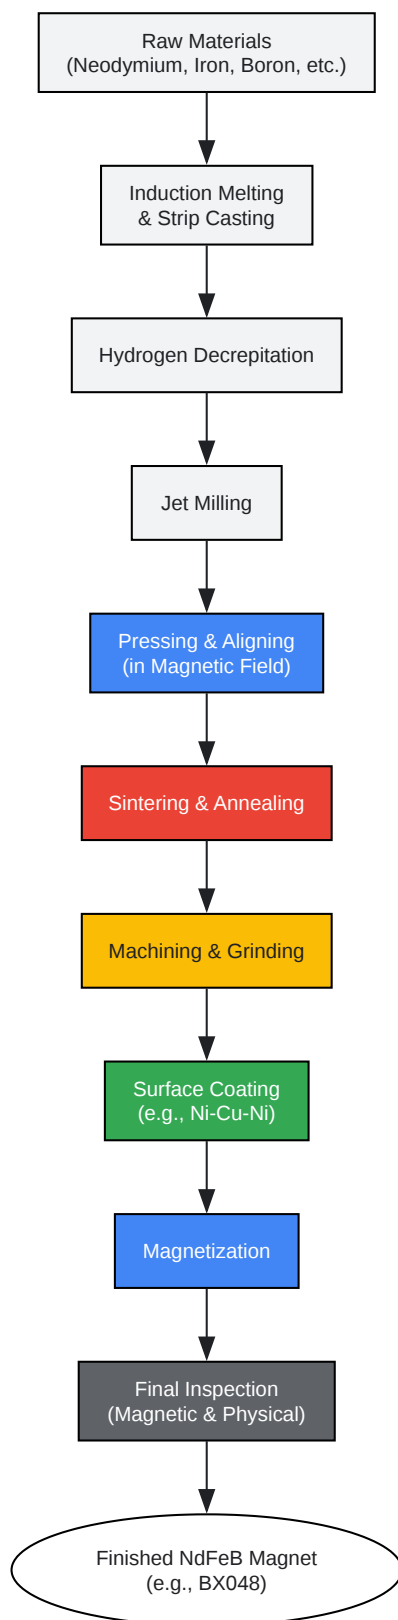 Raw Materials
(Neodymium, Iron, Boron, etc.)
Induction Melting
& Strip Casting
Hydrogen Decrepitation
Jet Milling
Pressing & Aligning
(in Magnetic Field)
Sintering & Annealing
Machining & Grinding
Surface Coating
(e.g., Ni-Cu-Ni)
Magnetization
Final Inspection
(Magnetic & Physical)
Finished NdFeB Magnet
(e.g., BX048)